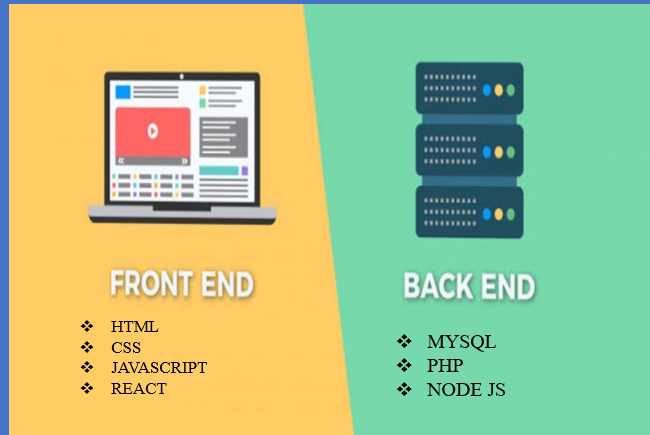 FRONT END
❖ HTML
❖ CSS
❖ JAVASCRIPT
❖ REACT
BACK END
❖ MYSQL
❖ PHP
❖ NODE JS